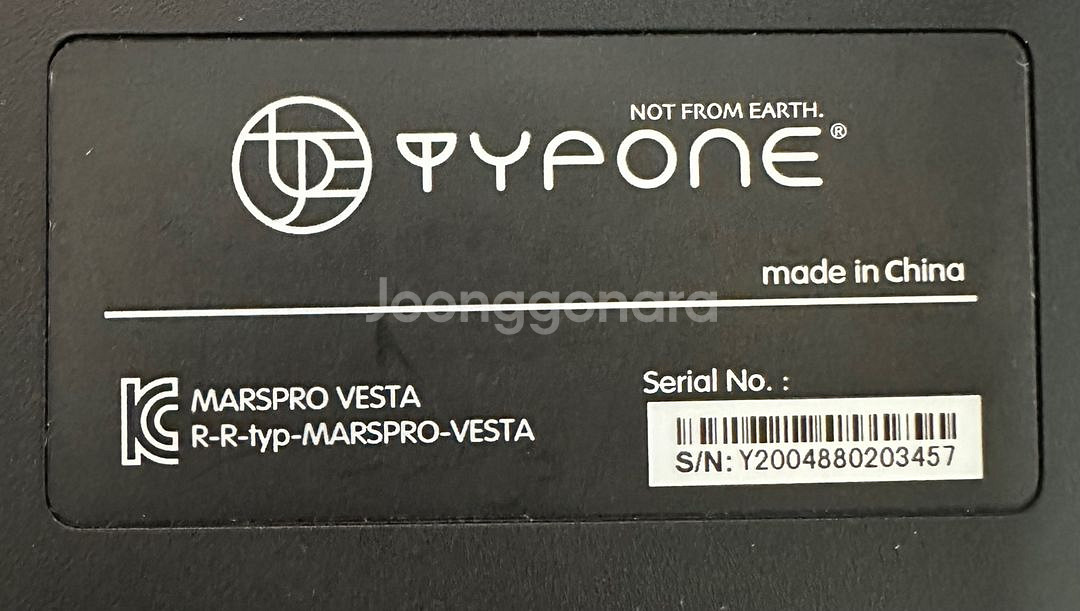 NOT FROM EARTH.
TYPONE®
made in China
Joonggonara
MARSPRO VESTA
R-R-typ-MARSPRO-VESTA
Serial No. :
S/N: Y2004880203457